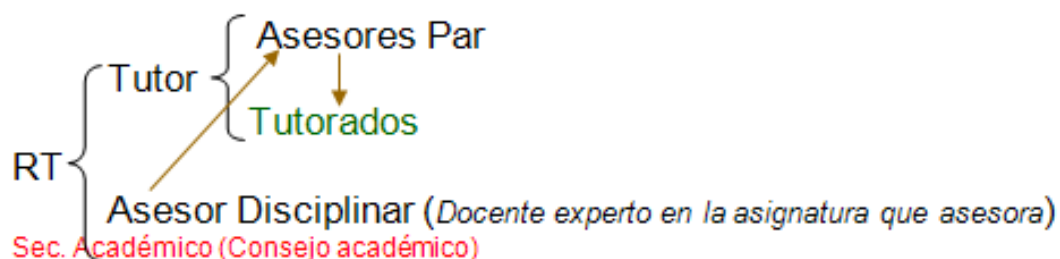 Asesores Par
Tutor
Tutorados
RT
Asesor Disciplinar (Docente experto en la asignatura que asesora)
Sec. Académico (Consejo académico)